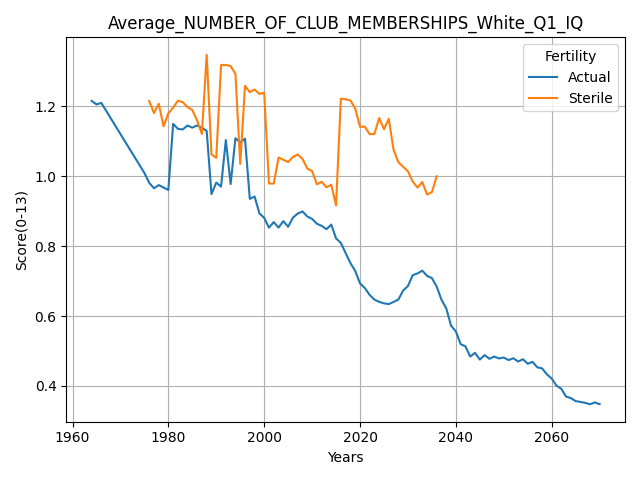 Average_NUMBER_OF_CLUB_MEMBERSHIPS_White_Q1_IQ
Fertility
Actual
Sterile
Score(0-13)
1.2
1.0
0.8
0.6
0.4
1960 1980 2000 2020 2040 2060
Years